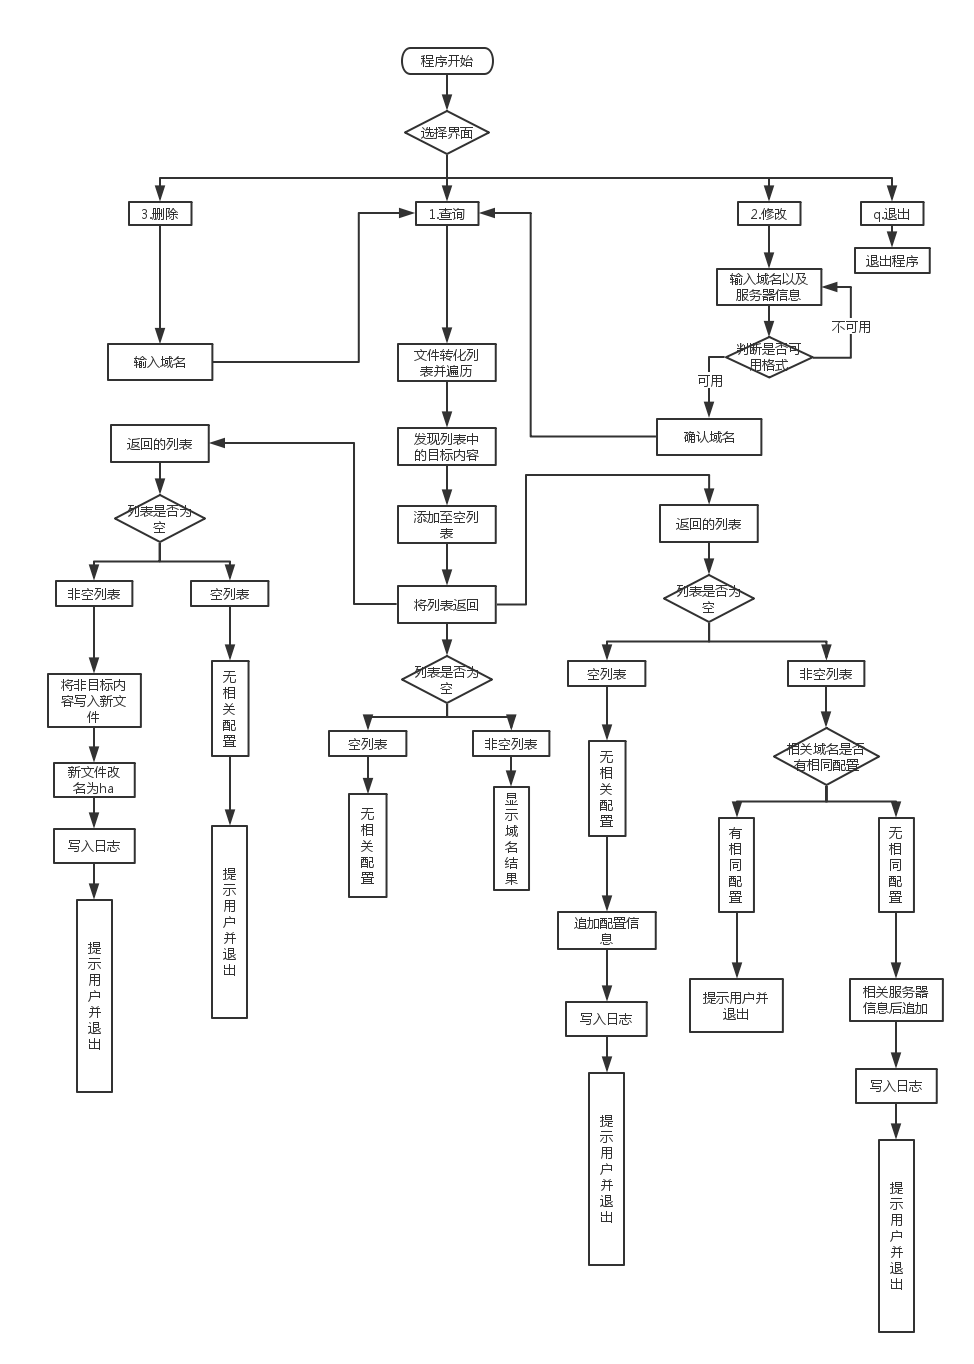 程序开始
选择界面
3.删除
1.查询
2.修改
q.退出
退出程序
输入域名以及
服务器信息
不可用
判断是否可
用格式
可用
输入域名
文件转化列
表并遍历
确认域名
返回的列表
发现列表中
的目标内容
列表是否为
空
添加至空列
表
返回的列表
非空列表
空列表
将列表返回
列表是否为
空
将非目标内
容写入新文
件
无
相
关
配
置
列表是否为
空
空列表
非空列表
新文件改
名为ha
空列表
非空列表
无
相
关
配
置
相关域名是否
有相同配置
写入日志
无
相
关
配
置
显
示
域
名
结
果
有
相
同
配
置
无
相
同
配
置
提
示
用
户
并
退
出
提
示
用
户
并
退
出
追加配置信
息
提示用户并
退出
相关服务器
信息后追加
写入日志
写入日志
提
示
用
户
并
退
出
提
示
用
户
并
退
出